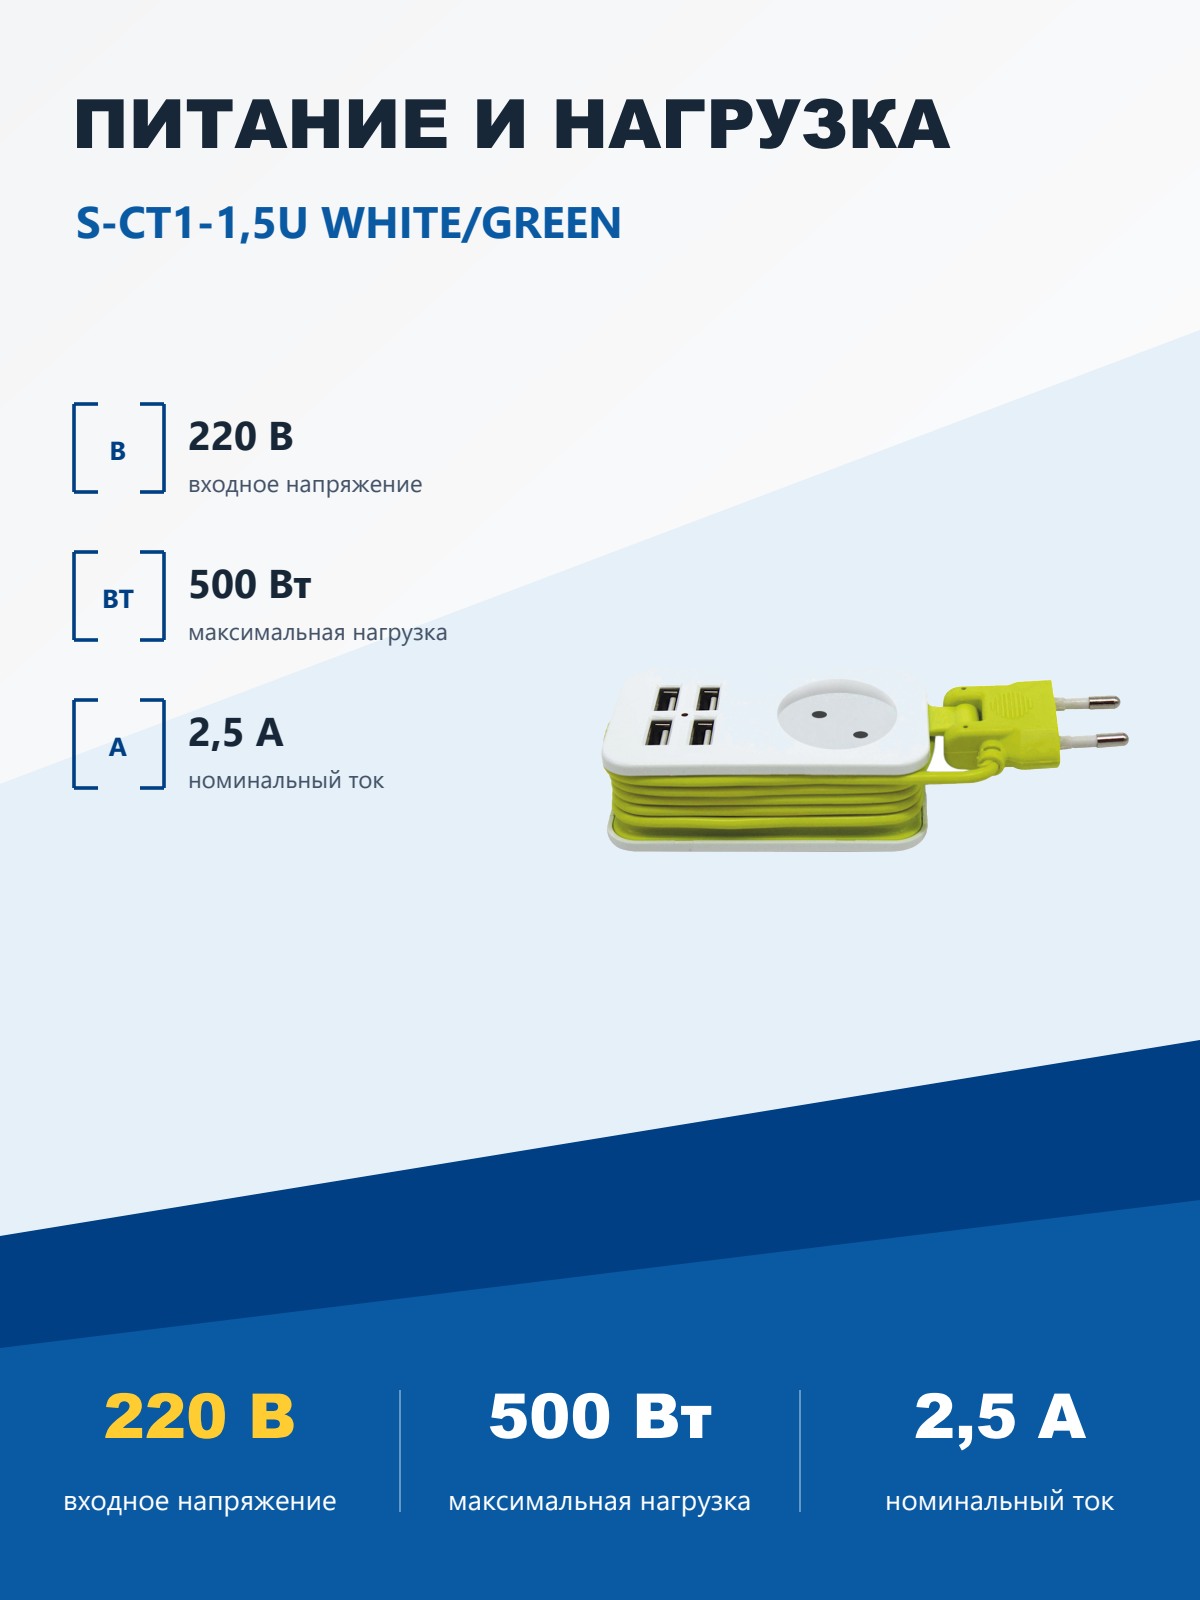 ПИТАНИЕ И НАГРУЗКА
S-CT1-1,5U WHITE/GREEN
В
220 В
входное напряжение
ВТ
500 Вт
максимальная нагрузка
А
2,5 А
номинальный ток
220 В
входное напряжение
500 Вт
максимальная нагрузка
2,5 А
номинальный ток